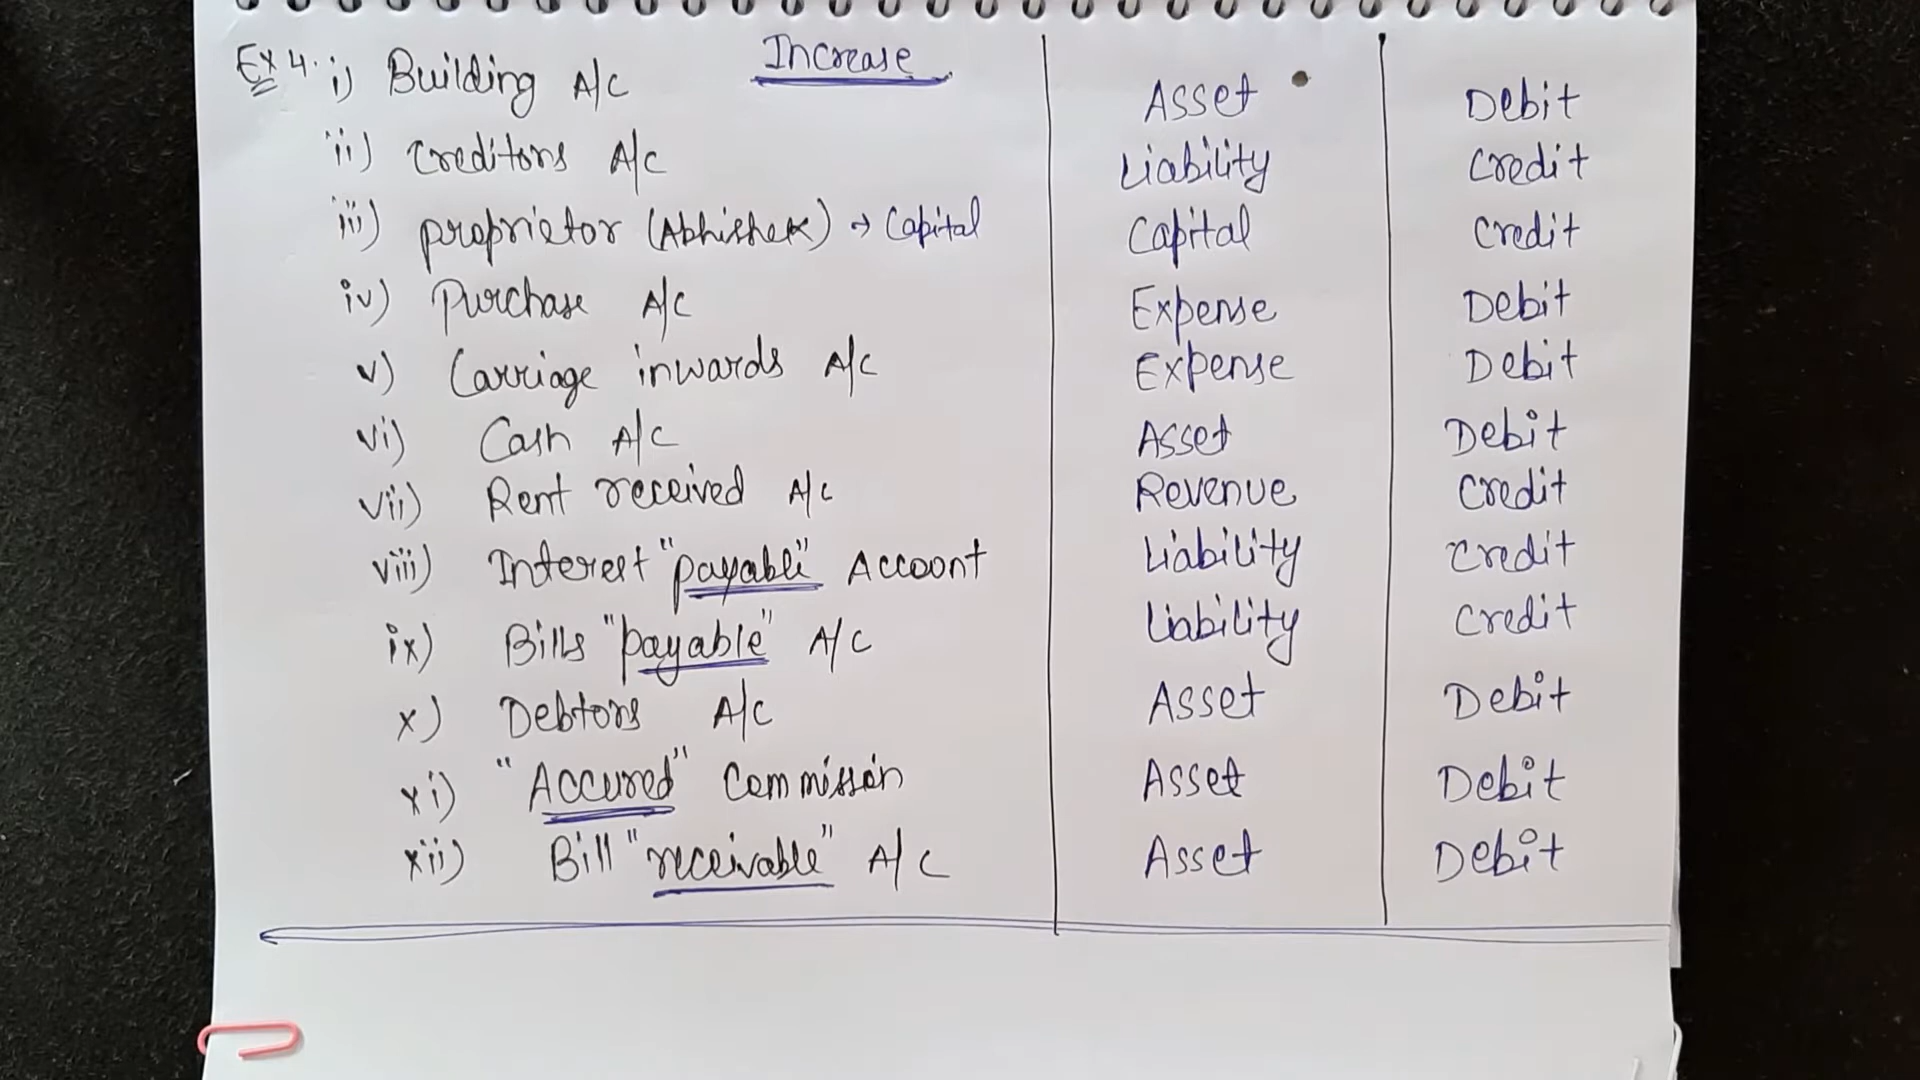 Ex 4. i) Building A/c Increase Asset Debit
ii) Creditors A/c Liability Credit
iii) proprietor (Abhishek) → Capital Capital Credit
iv) Purchase A/c Expense Debit
v) Carriage inwards A/c Expense Debit
vi) Cash A/c Asset Debit
vii) Rent received A/c Revenue Credit
viii) Interest "payable" Account Liability Credit
ix) Bills "payable" A/c Liability Credit
x) Debtors A/c Asset Debit
xi) "Accured" Commission Asset Debit
xii) Bill "receivable" A/c Asset Debit